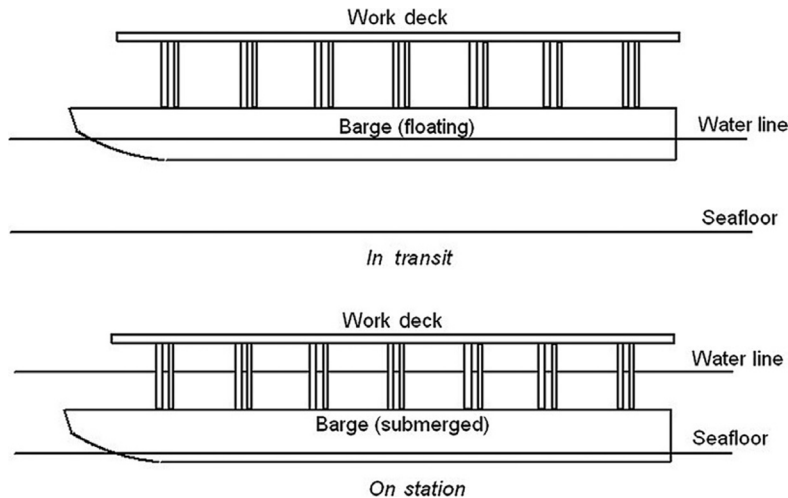 Work deck
Barge (floating)
Water line
Seafloor
In transit
Work deck
Water line
Barge (submerged)
Seafloor
On station